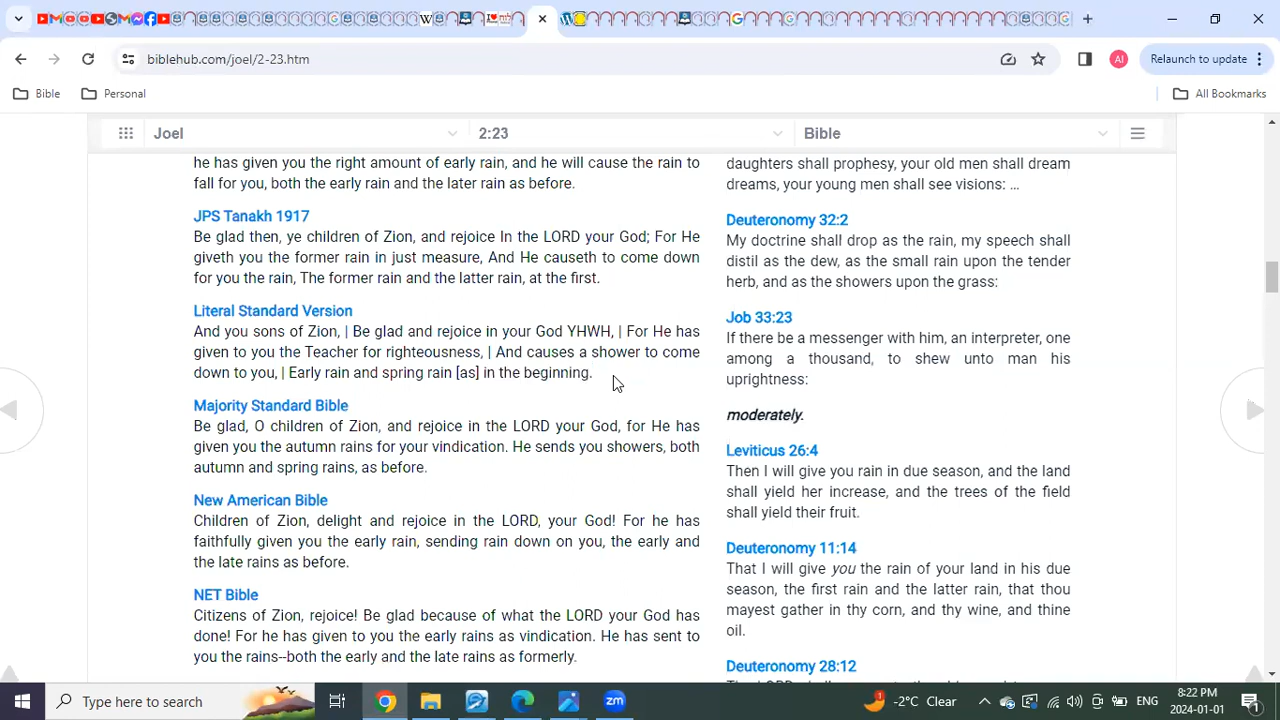 biblehub.com/joel/2-23.htm
AI
Relaunch to update
Bible
Personal
All Bookmarks
Joel
2:23
Bible
he has given you the right amount of early rain, and he will cause the rain to
fall for you, both the early rain and the later rain as before.
JPS Tanakh 1917
Be glad then, ye children of Zion, and rejoice In the LORD your God; For He
giveth you the former rain in just measure, And He causeth to come down
for you the rain, The former rain and the latter rain, at the first.
Literal Standard Version
And you sons of Zion, | Be glad and rejoice in your God YHWH, | For He has
given to you the Teacher for righteousness, | And causes a shower to come
down to you, | Early rain and spring rain [as] in the beginning.
Majority Standard Bible
Be glad, O children of Zion, and rejoice in the LORD your God, for He has
given you the autumn rains for your vindication. He sends you showers, both
autumn and spring rains, as before.
New American Bible
Children of Zion, delight and rejoice in the LORD, your God! For he has
faithfully given you the early rain, sending rain down on you, the early and
the late rains as before.
NET Bible
Citizens of Zion, rejoice! Be glad because of what the LORD your God has
done! For he has given to you the early rains as vindication. He has sent to
you the rains--both the early and the late rains as formerly.
daughters shall prophesy, your old men shall dream
dreams, your young men shall see visions: ...
Deuteronomy 32:2
My doctrine shall drop as the rain, my speech shall
distil as the dew, as the small rain upon the tender
herb, and as the showers upon the grass:
Job 33:23
If there be a messenger with him, an interpreter, one
among a thousand, to shew unto man his
uprightness:
moderately.
Leviticus 26:4
Then I will give you rain in due season, and the land
shall yield her increase, and the trees of the field
shall yield their fruit.
Deuteronomy 11:14
That I will give you the rain of your land in his due
season, the first rain and the latter rain, that thou
mayest gather in thy corn, and thy wine, and thine
oil.
Deuteronomy 28:12
Type here to search
zm
1
-2°C Clear
ENG
8:22 PM
2024-01-01
1